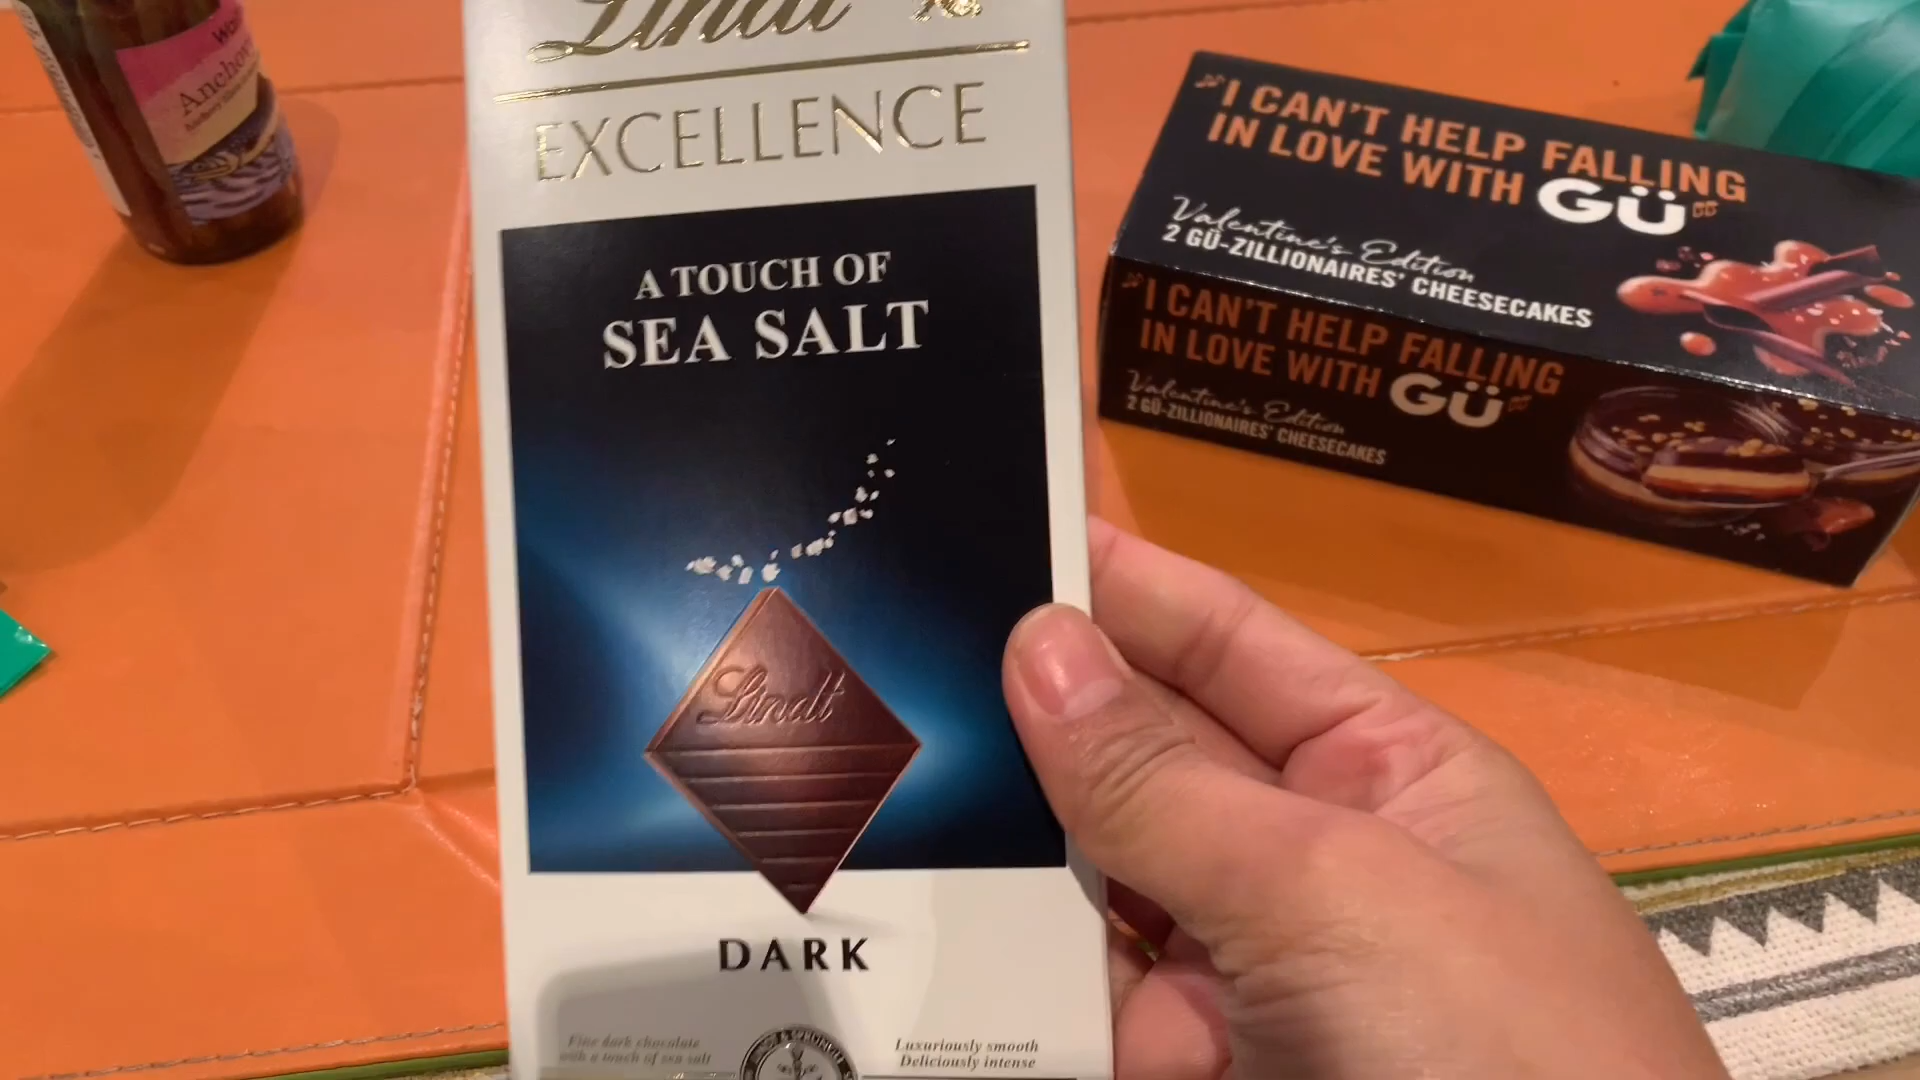 Lindt
EXCELLENCE
A TOUCH OF
SEA SALT
Lindt
DARK
Fine dark chocolate
with a touch of sea salt
Luxuriously smooth
Deliciously intense
"I CAN'T HELP FALLING
IN LOVE WITH GÜ"
Valentine's Edition
2 GÜ-ZILLIONAIRES' CHEESECAKES
"I CAN'T HELP FALLING
IN LOVE WITH GÜ"
Valentine's Edition
2 GÜ-ZILLIONAIRES' CHEESECAKES